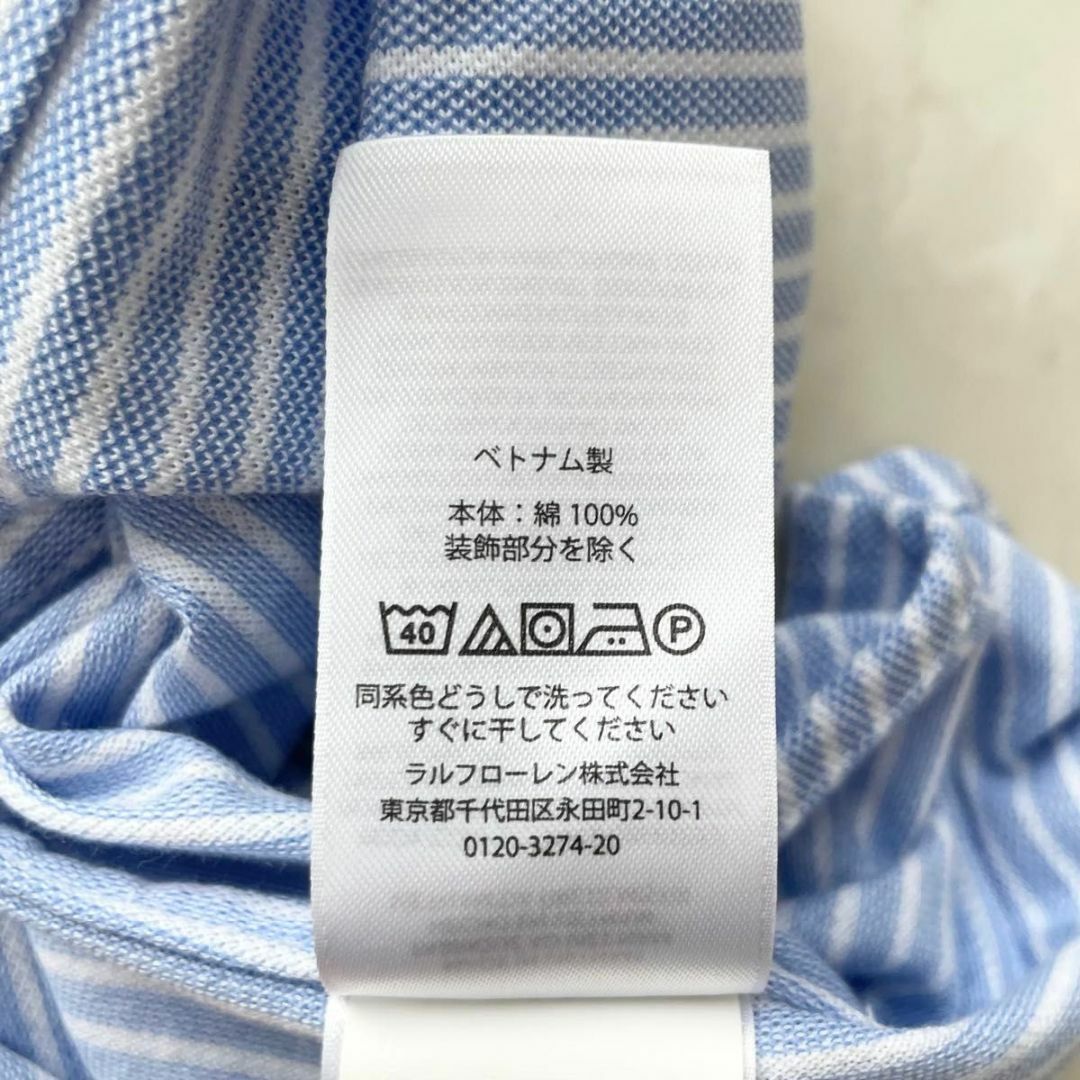 ベトナム製
本体：綿 100%
装飾部分を除く
40 P
同系色どうしで洗ってください
すぐに干してください
ラルフローレン株式会社
東京都千代田区永田町2-10-1
0120-3274-20